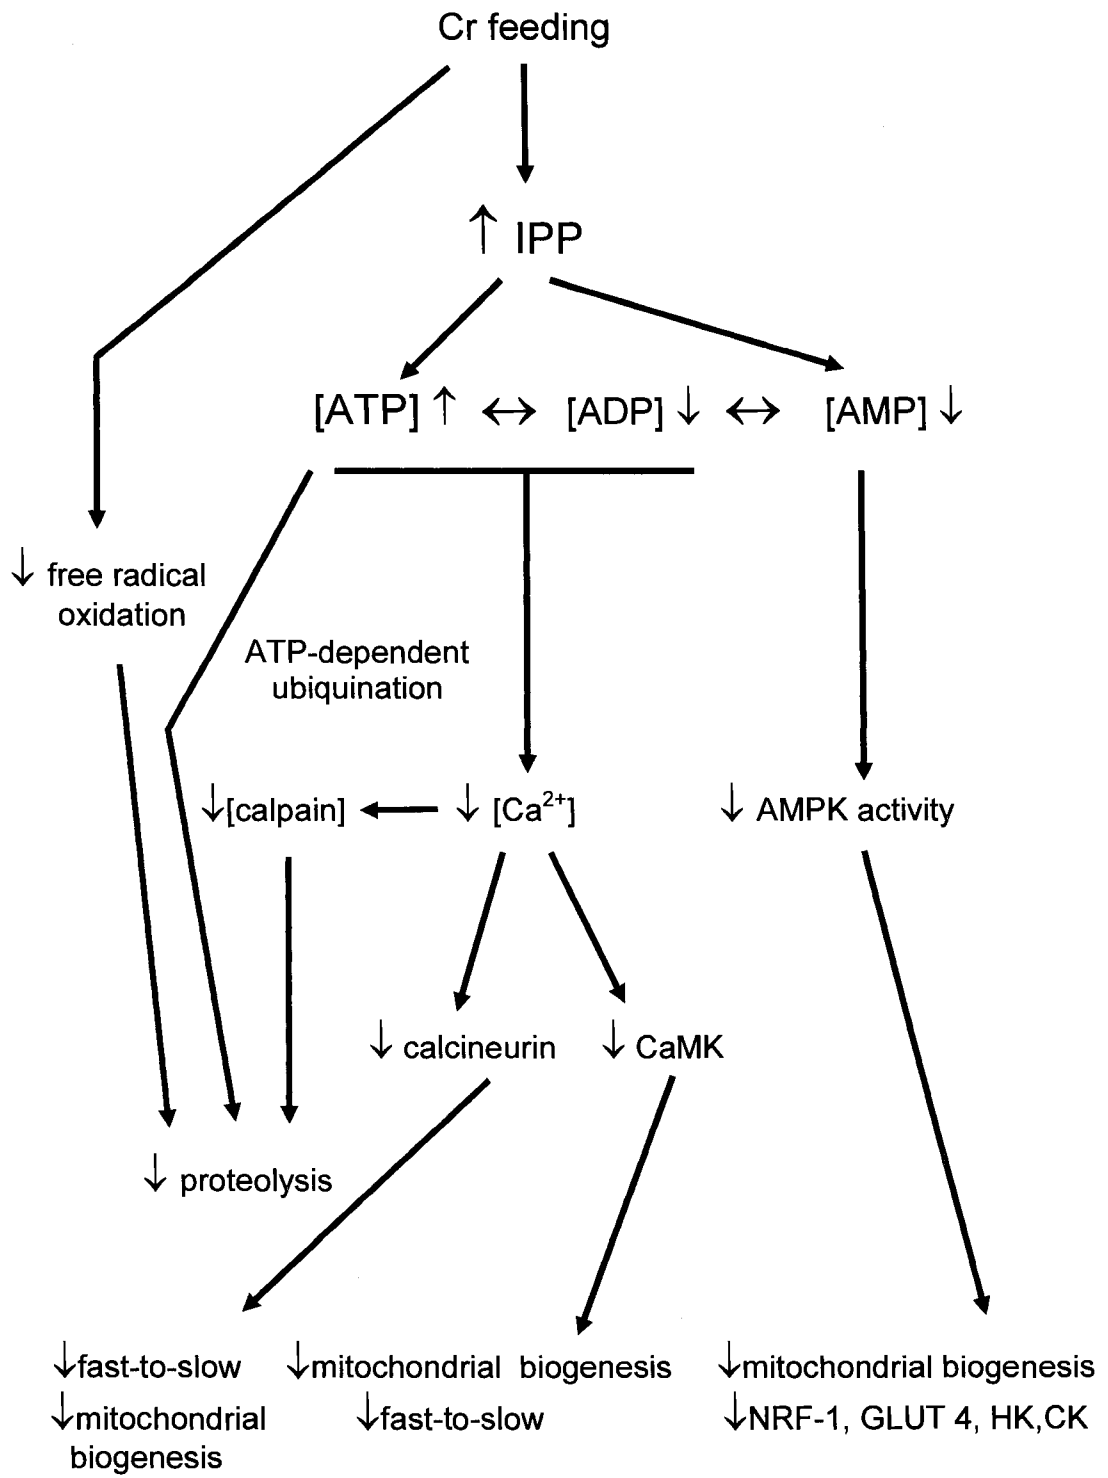 Cr feeding
↑ IPP
[ATP] ↑ ↔ [ADP] ↓ ↔ [AMP] ↓
↓ free radical
oxidation
ATP-dependent
ubiquination
↓[calpain] ↓ [Ca²⁺] ↓ AMPK activity
↓ calcineurin ↓ CaMK
↓ proteolysis
↓fast-to-slow ↓mitochondrial biogenesis ↓mitochondrial biogenesis
↓mitochondrial ↓fast-to-slow ↓NRF-1, GLUT 4, HK,CK
biogenesis